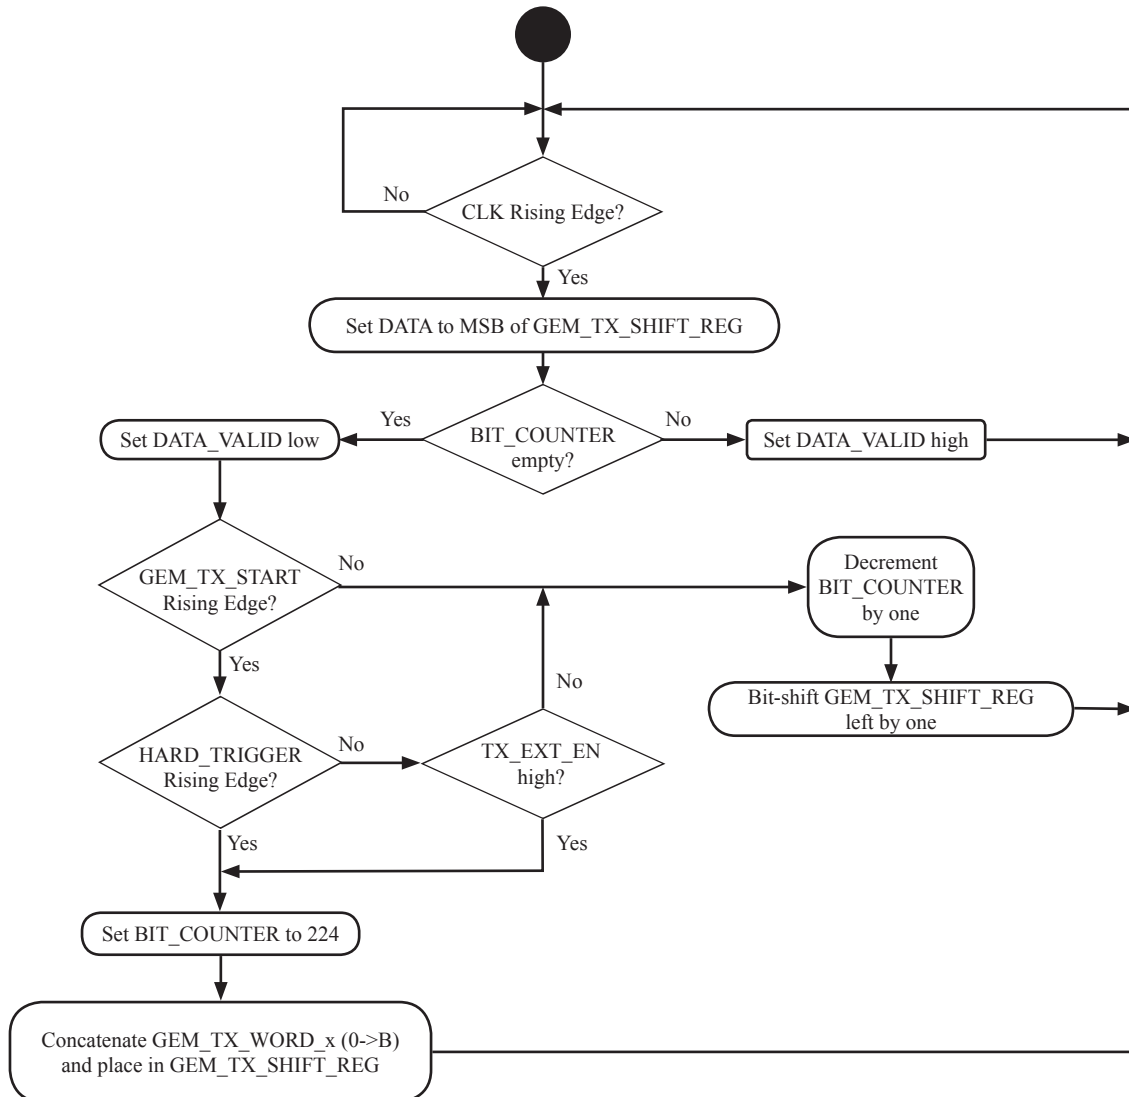 No
CLK Rising Edge?
Yes
Set DATA to MSB of GEM_TX_SHIFT_REG
Yes
No
Set DATA_VALID low
BIT_COUNTER
empty?
Set DATA_VALID high
No
GEM_TX_START
Rising Edge?
Decrement
BIT_COUNTER
by one
Yes
No
Bit-shift GEM_TX_SHIFT_REG
left by one
HARD_TRIGGER
Rising Edge?
No
TX_EXT_EN
high?
Yes
Yes
Set BIT_COUNTER to 224
Concatenate GEM_TX_WORD_x (0->B)
and place in GEM_TX_SHIFT_REG